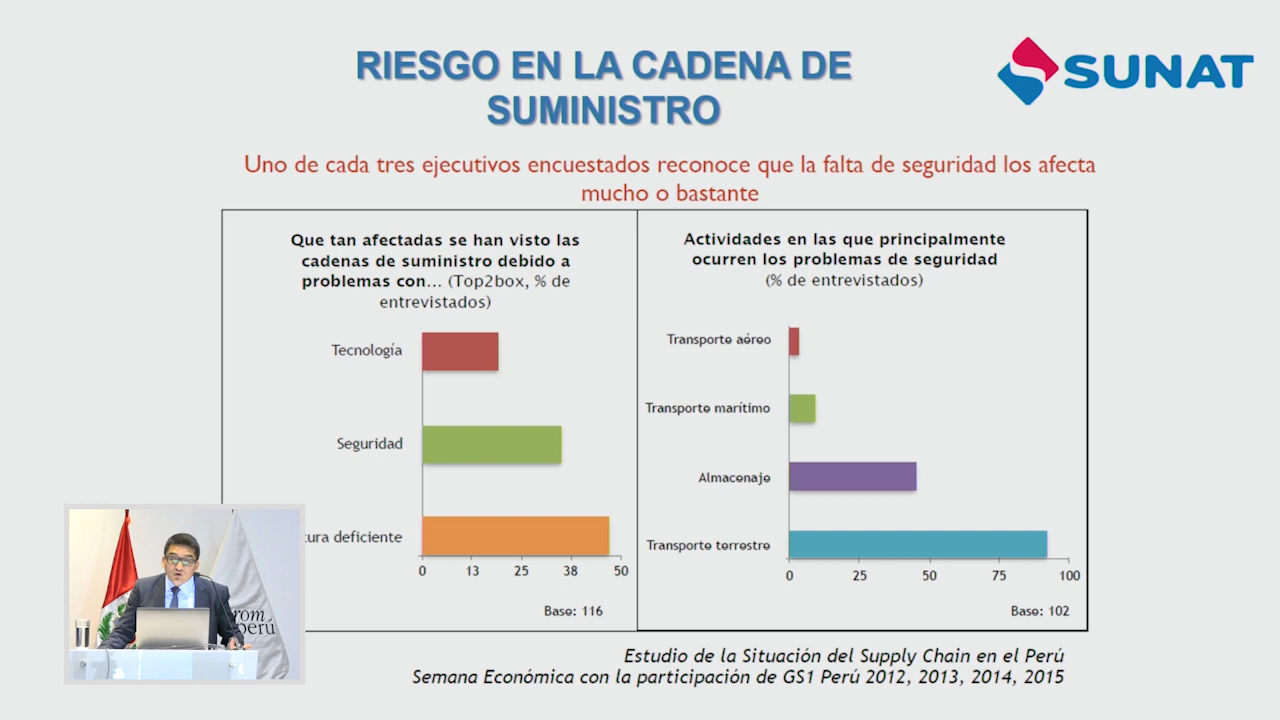 RIESGO EN LA CADENA DE
SUMINISTRO
SUNAT
Uno de cada tres ejecutivos encuestados reconoce que la falta de seguridad los afecta
mucho o bastante
Que tan afectadas se han visto las
cadenas de suministro debido a
problemas con... (Top2box, % de
entrevistados)
Tecnología
Seguridad
tura deficiente
0 13 25 38 50
Base: 116
Actividades en las que principalmente
ocurren los problemas de seguridad
(% de entrevistados)
Transporte aéreo
Transporte marítimo
Almacenaje
Transporte terrestre
0 25 50 75 100
Base: 102
rom
perú
Estudio de la Situación del Supply Chain en el Perú
Semana Económica con la participación de GS1 Perú 2012, 2013, 2014, 2015